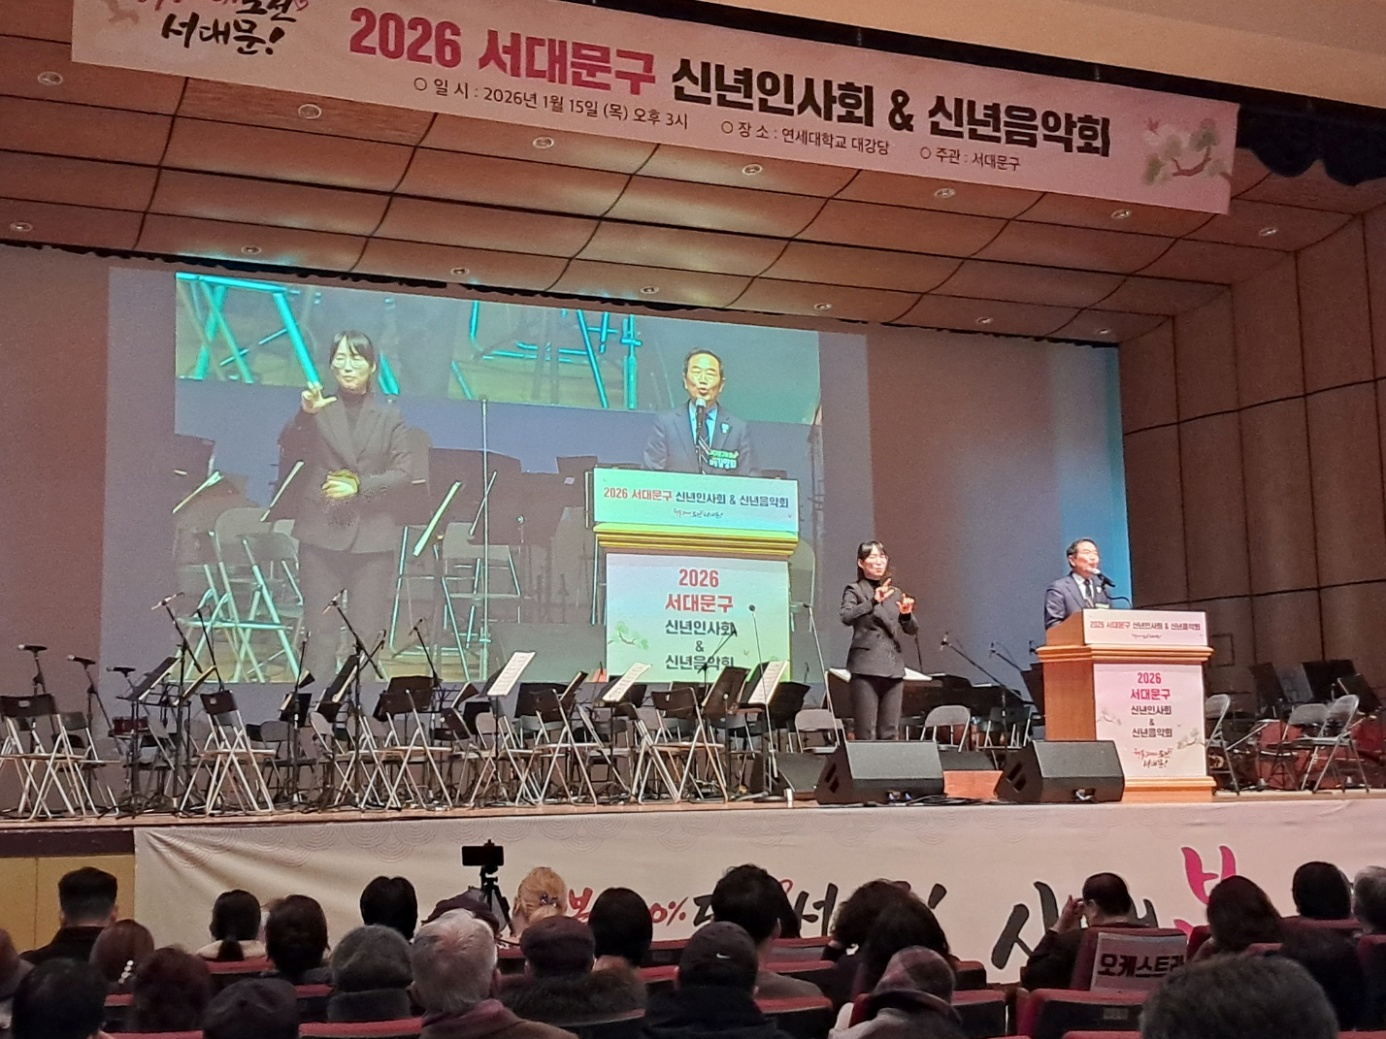 서대문!
2026 서대문구 신년인사회 & 신년음악회
○ 일 시 : 2026년 1월 15일 (목) 오후 3시 ○ 장 소 : 연세대학교 대강당 ○ 주관 : 서대문구
2026 서대문구 신년인사회 & 신년음악회
2026
서대문구
신년인사회
&
신년음악회
2026 서대문구 신년인사회 & 신년음악회
2026
서대문구
신년인사회
&
신년음악회
서대문!
오케스트라